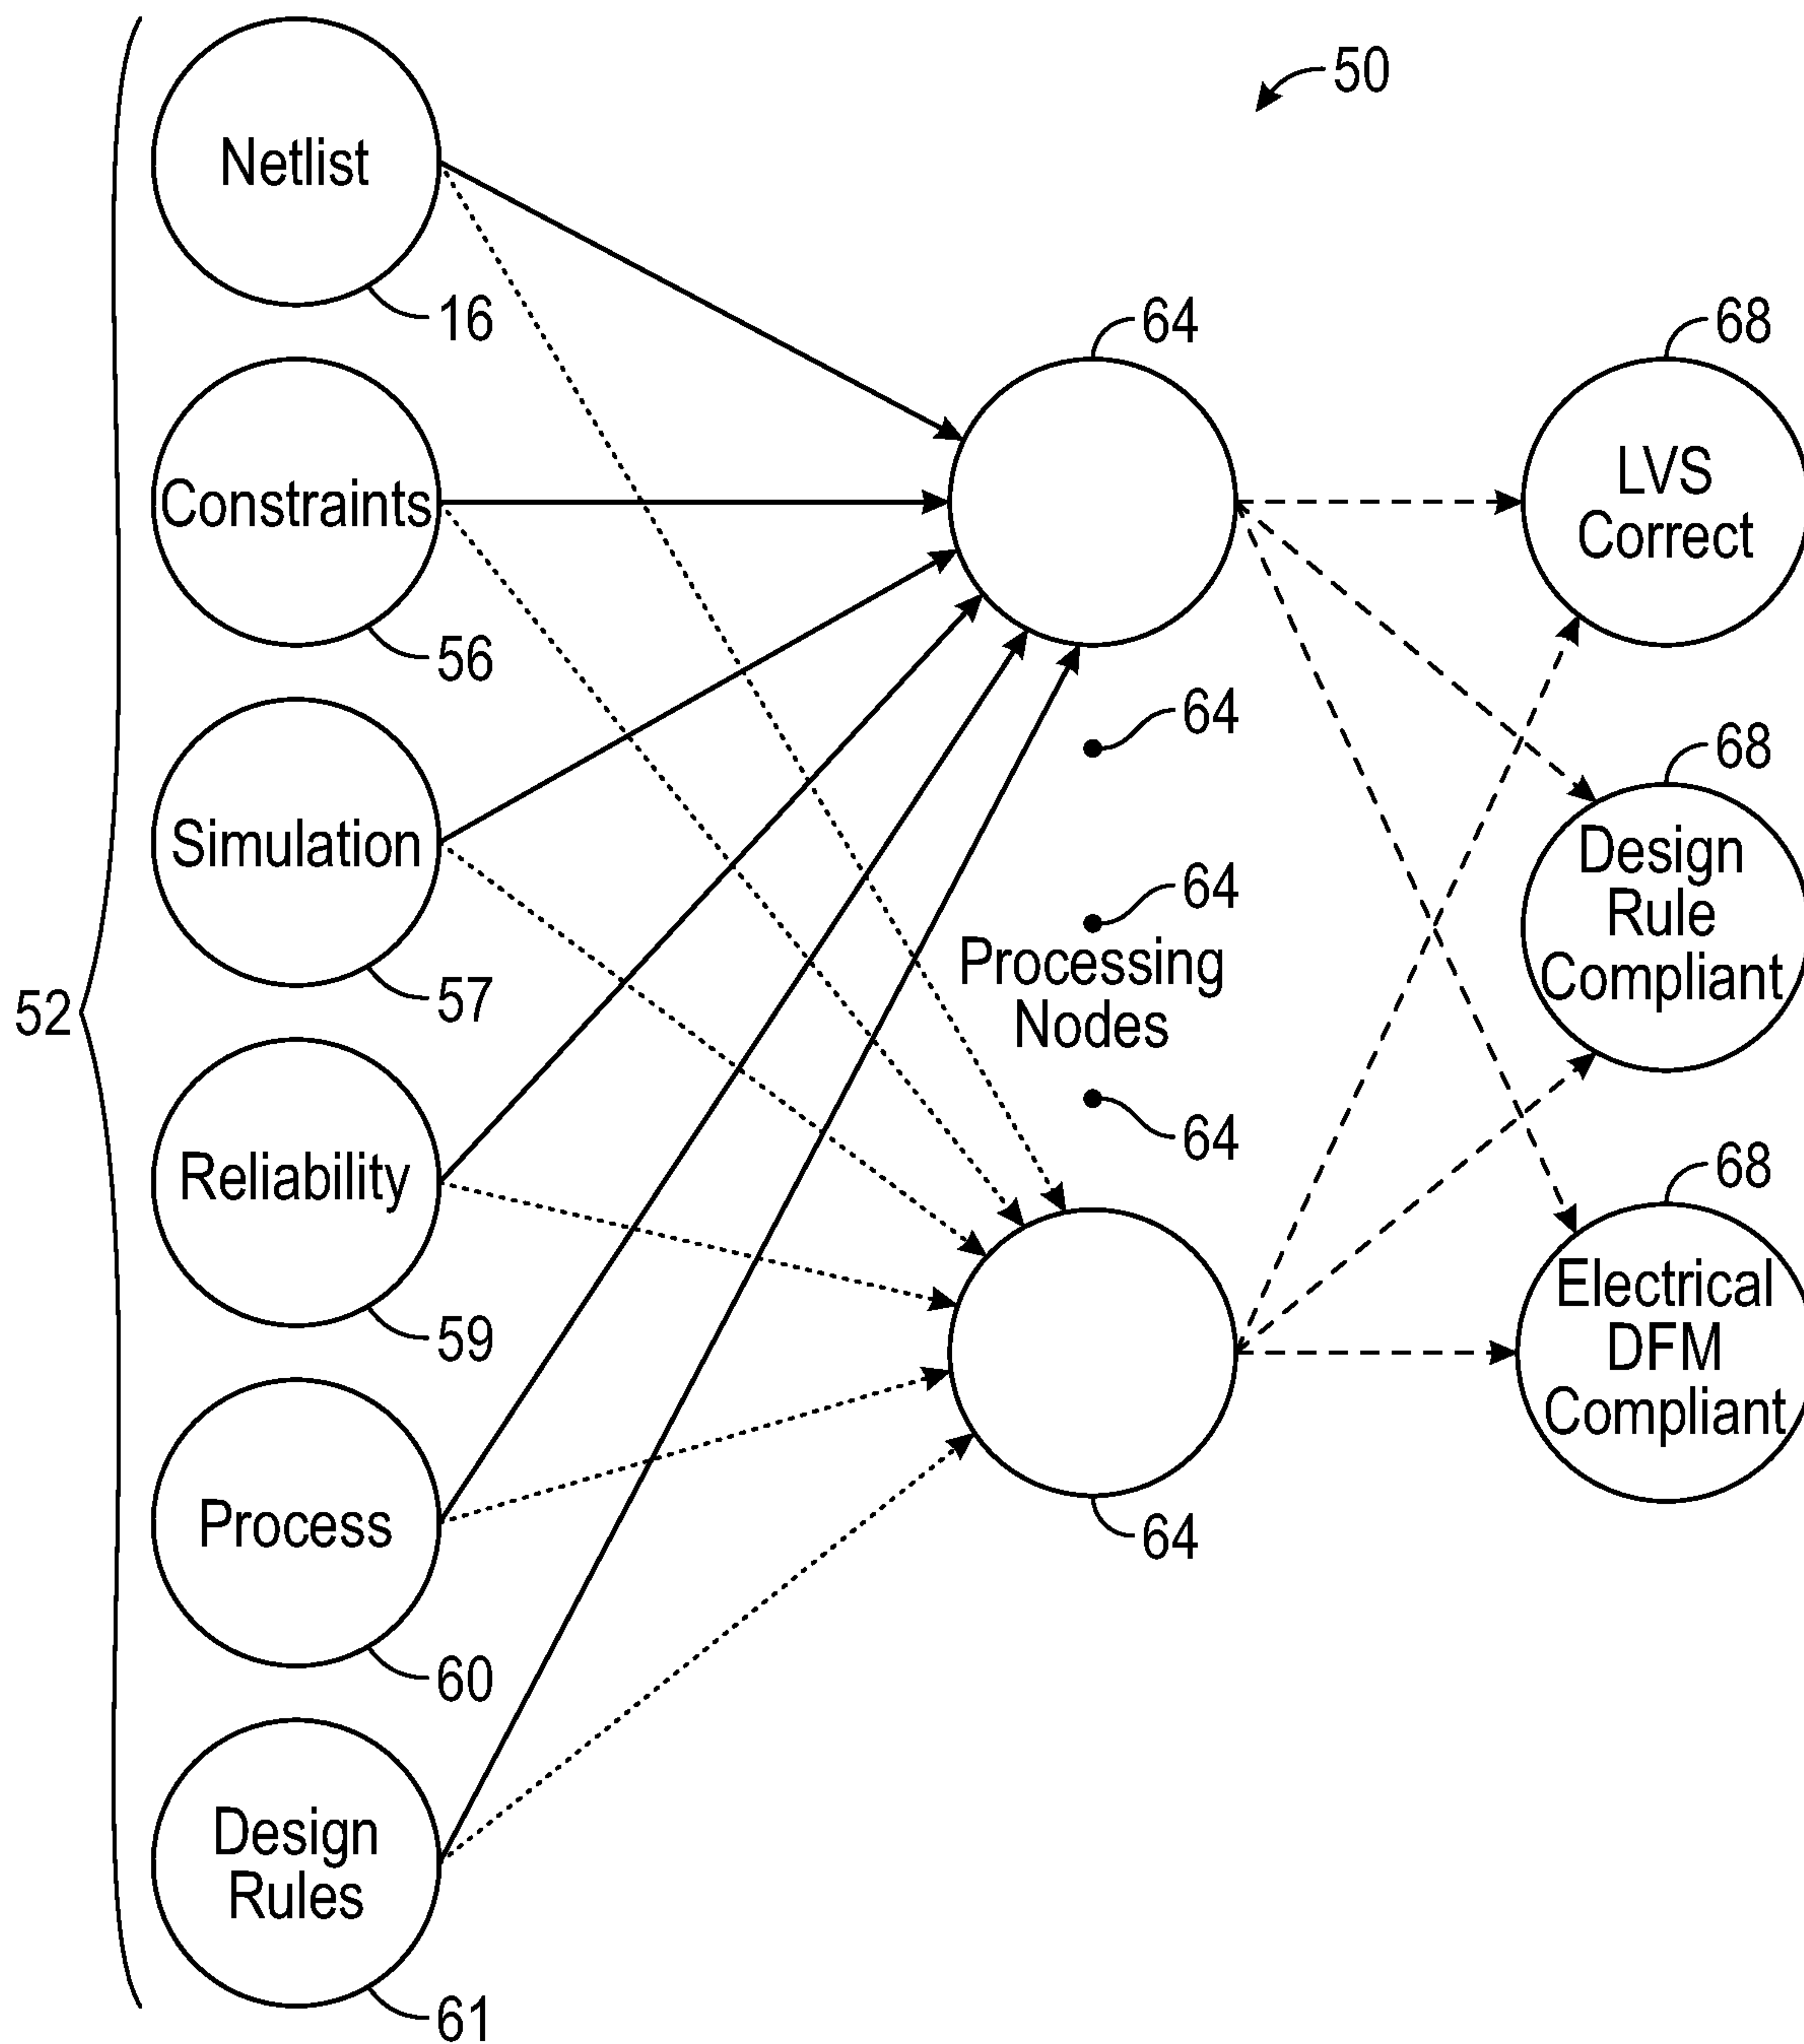 50
Netlist
16
64
68
Constraints
LVS
Correct
56
64
68
Simulation
Design
Rule
Compliant
64
Processing
Nodes
57
52
64
68
Reliability
Electrical
DFM
Compliant
59
Process
64
60
Design
Rules
61